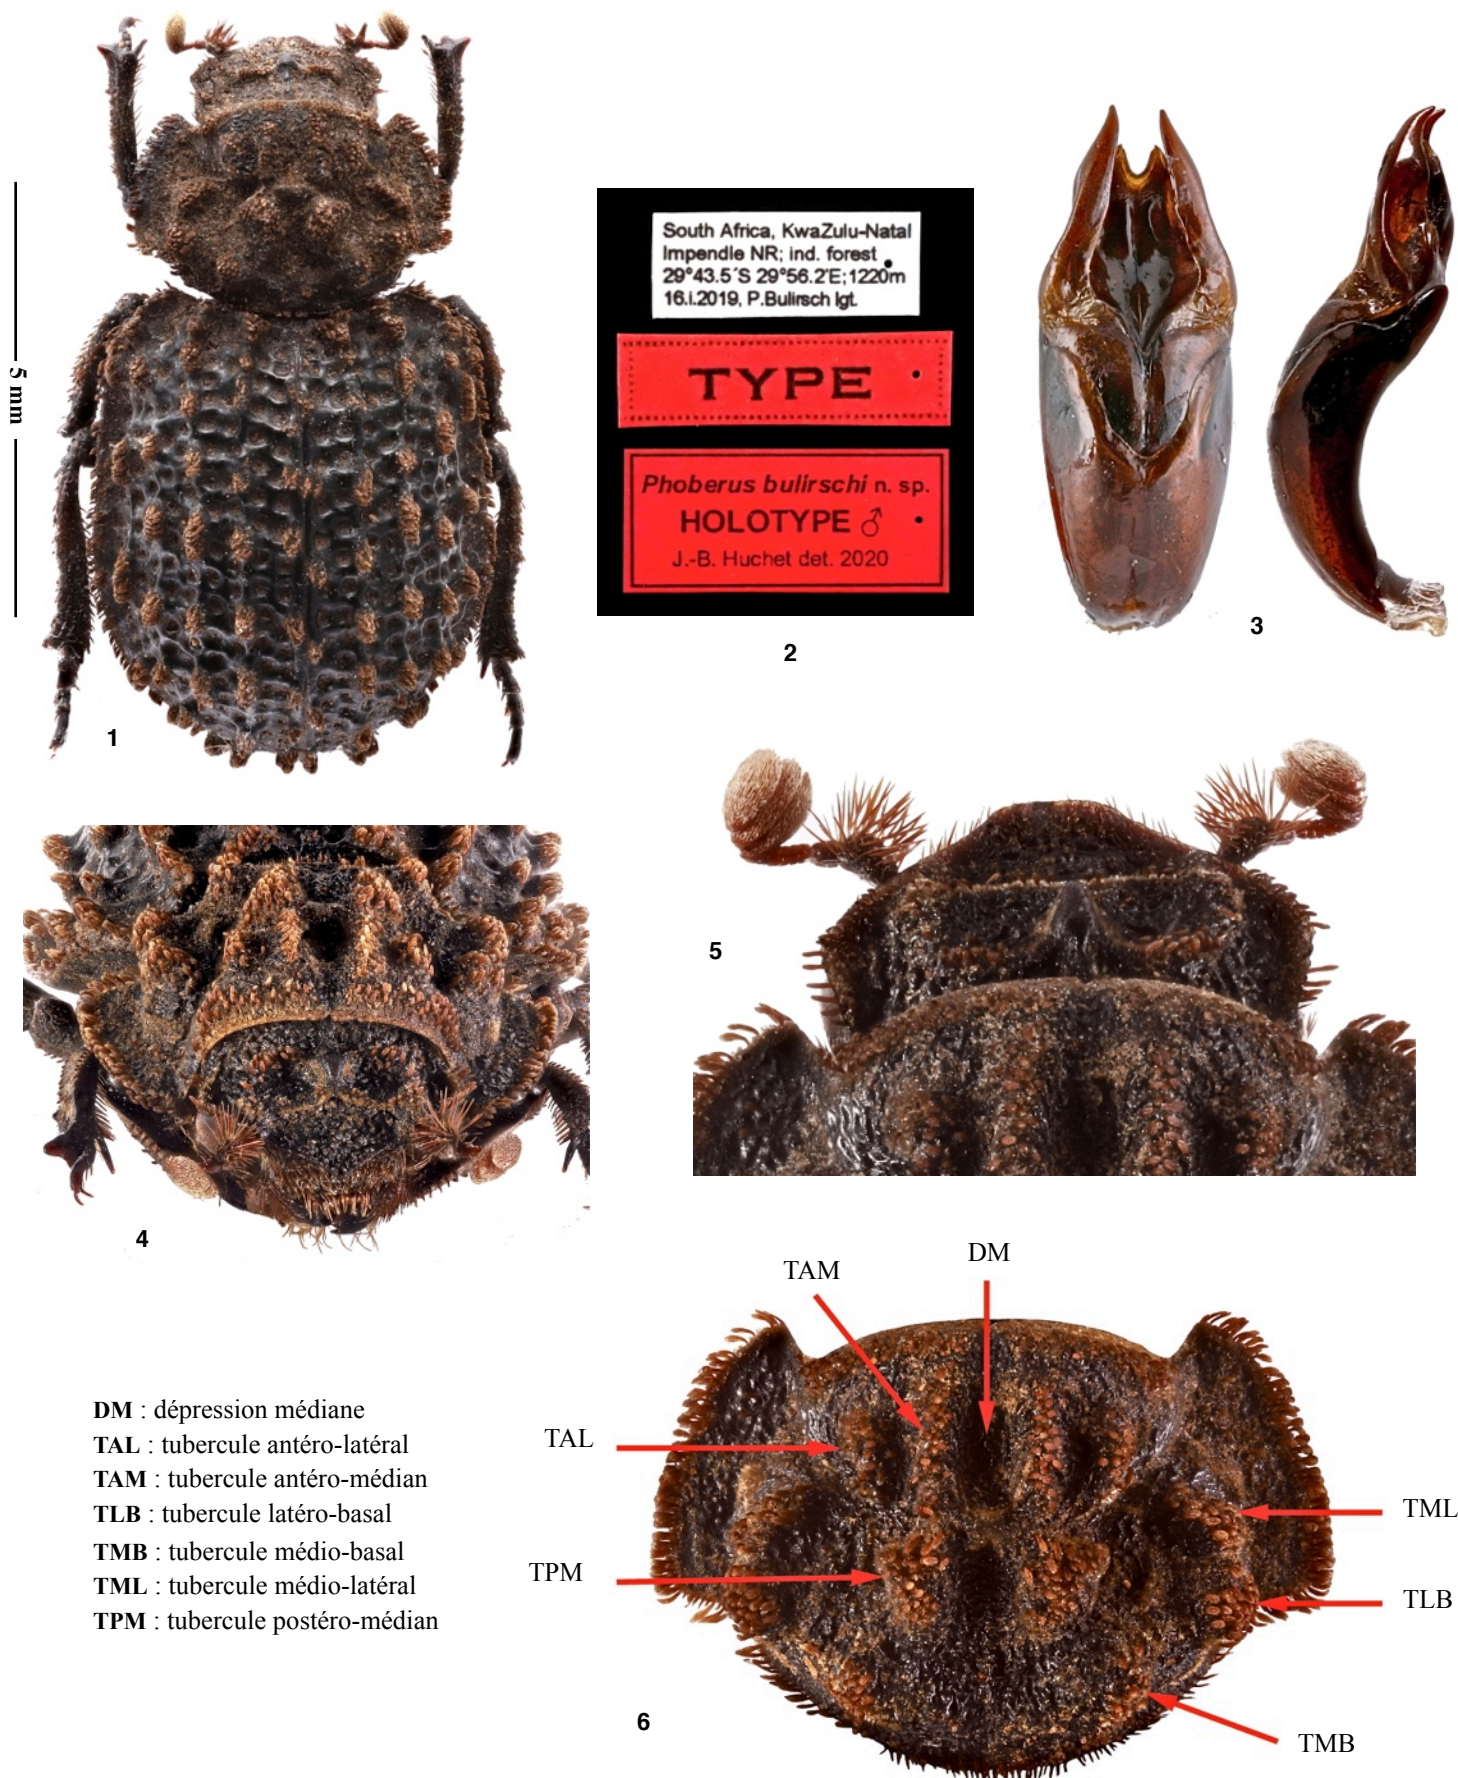 5 mm
1
South Africa, KwaZulu-Natal
Impendle NR; ind. forest
29°43.5´S 29°56.2´E;1220m
16.i.2019, P.Bulirsch lgt.
TYPE
Phoberus bulirschi n. sp.
HOLOTYPE ♂
J.-B. Huchet det. 2020
2
3
4
5
DM : dépression médiane
TAL : tubercule antéro-latéral
TAM : tubercule antéro-médian
TLB : tubercule latéro-basal
TMB : tubercule médio-basal
TML : tubercule médio-latéral
TPM : tubercule postéro-médian
DM
TAM
TAL
TML
TPM
TLB
TMB
6